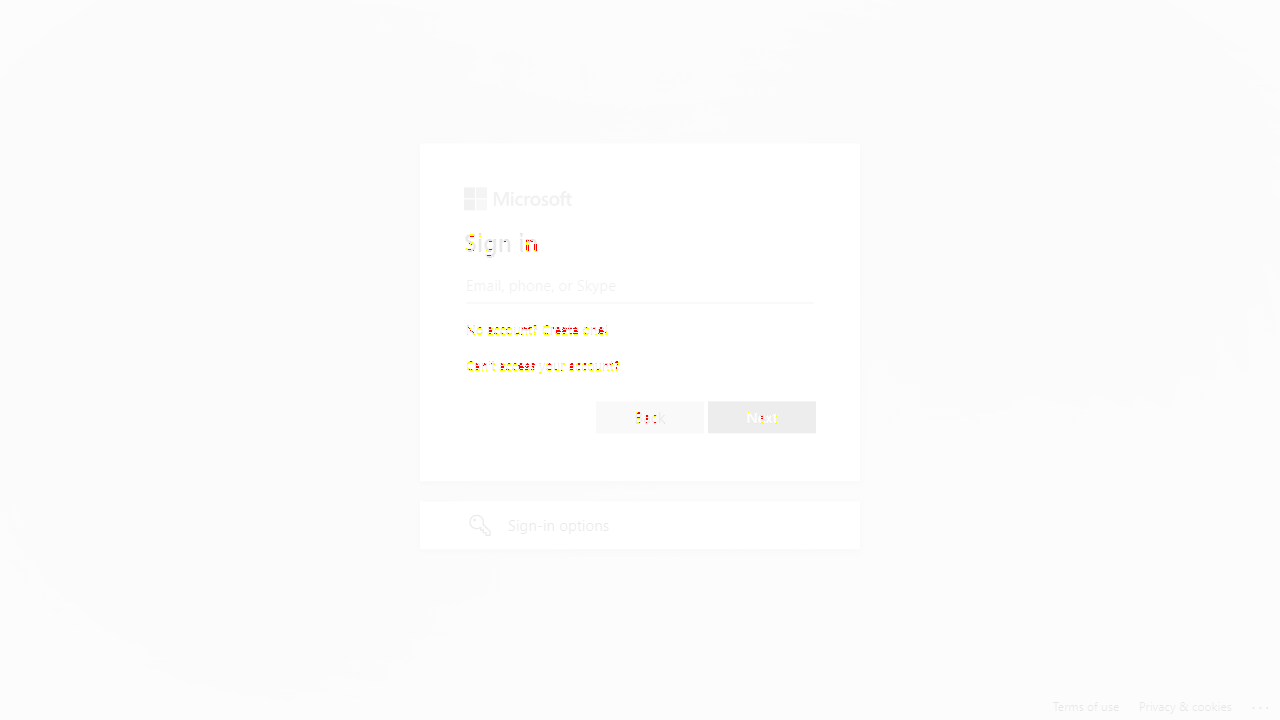 Microsoft
Sign in
Email, phone, or Skype
No account? Create one.
Can't access your account?
Back
Next
Sign-in options
Terms of use
Privacy & cookies
...